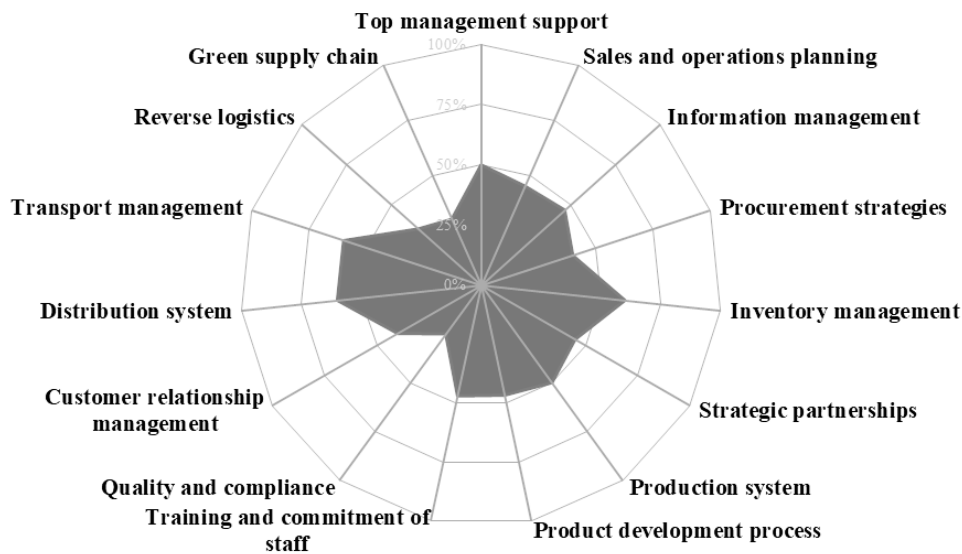 Top management support
100%
Green supply chain
Sales and operations planning
75%
Reverse logistics
Information management
50%
Transport management
Procurement strategies
25%
0%
Distribution system
Inventory management
Customer relationship
management
Strategic partnerships
Quality and compliance
Production system
Training and commitment of
staff
Product development process